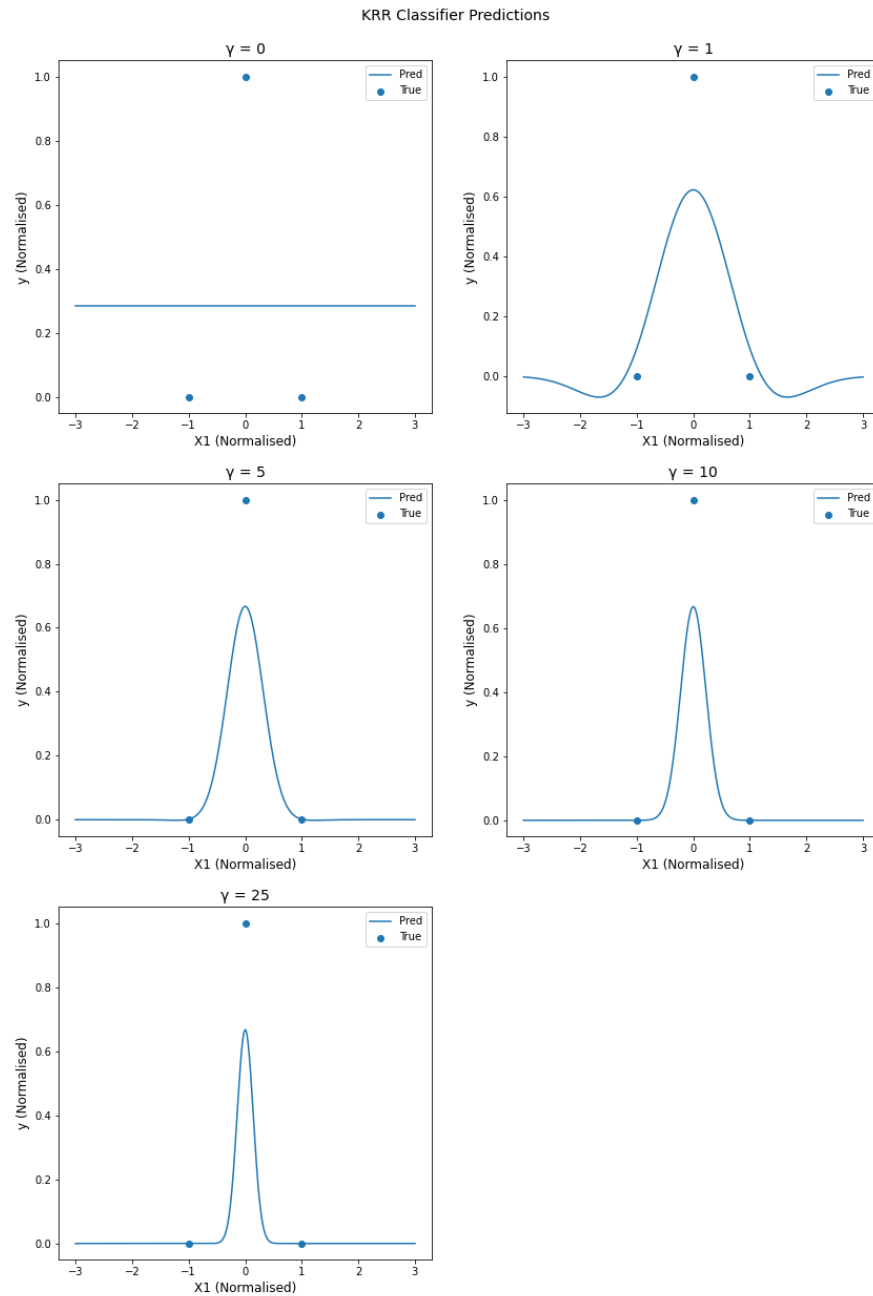 KRR Classifier Predictions
γ = 0
Pred
True
1.0
0.8
0.6
0.4
0.2
0.0
y (Normalised)
−3 −2 −1 0 1 2 3
X1 (Normalised)
γ = 1
Pred
True
1.0
0.8
0.6
0.4
0.2
0.0
y (Normalised)
−3 −2 −1 0 1 2 3
X1 (Normalised)
γ = 5
Pred
True
1.0
0.8
0.6
0.4
0.2
0.0
y (Normalised)
−3 −2 −1 0 1 2 3
X1 (Normalised)
γ = 10
Pred
True
1.0
0.8
0.6
0.4
0.2
0.0
y (Normalised)
−3 −2 −1 0 1 2 3
X1 (Normalised)
γ = 25
Pred
True
1.0
0.8
0.6
0.4
0.2
0.0
y (Normalised)
−3 −2 −1 0 1 2 3
X1 (Normalised)